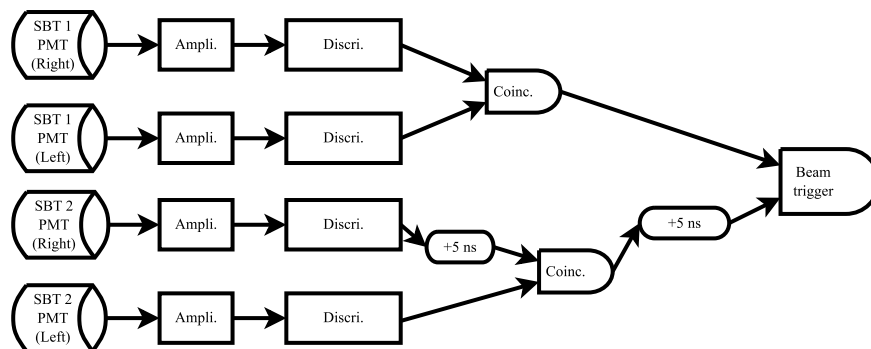 SBT 1
PMT
(Right)
Ampli.
Discri.
Coinc.
SBT 1
PMT
(Left)
Ampli.
Discri.
Beam
trigger
SBT 2
PMT
(Right)
Ampli.
Discri.
+5 ns
+5 ns
Coinc.
SBT 2
PMT
(Left)
Ampli.
Discri.